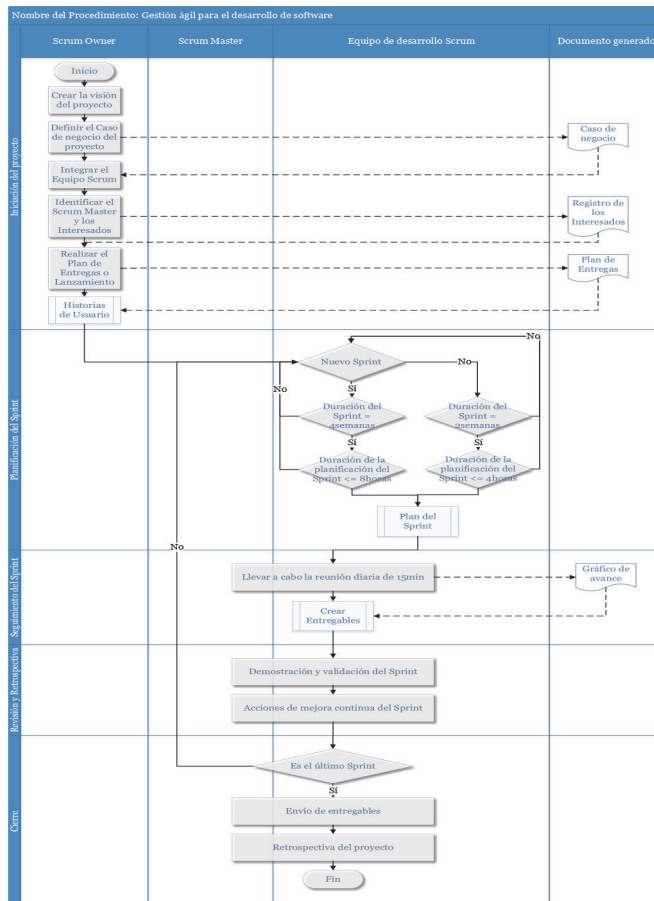 Nombre del Procedimiento: Gestión ágil para el desarrollo de software
Scrum Owner
Scrum Master
Equipo de desarrollo Scrum
Documento generado
Iniciación del proyecto
Inicio
Crear la visión
del proyecto
Definir el Caso
de negocio del
proyecto
Caso de
negocio
Integrar el
Equipo Scrum
Identificar el
Scrum Master
y los
Interesados
Registro de
los
Interesados
Realizar el
Plan de
Entregas o
Lanzamiento
Plan de
Entregas
Historias
de Usuario
Planificación del Sprint
No
Nuevo Sprint
No
No
Sí
Duración del
Sprint =
4semanas
Duración del
Sprint =
2semanas
Sí
Sí
Duración de la
planificación del
Sprint <= 8horas
Duración de la
planificación del
Sprint <= 4horas
Plan del
Sprint
No
Seguimiento del Sprint
Llevar a cabo la reunión diaria de 15min
Gráfico de
avance
Crear
Entregables
Revisión y Retrospectiva
Demostración y validación del Sprint
Acciones de mejora continua del Sprint
Cierre
Es el último Sprint
Sí
Envío de entregables
Retrospectiva del proyecto
Fin